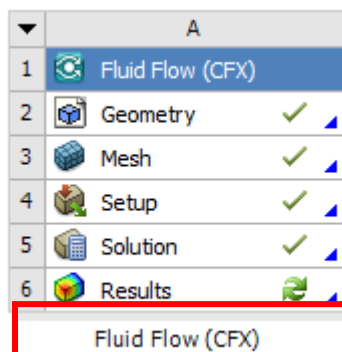 A
1 Fluid Flow (CFX)
2 Geometry
3 Mesh
4 Setup
5 Solution
6 Results
Fluid Flow (CFX)